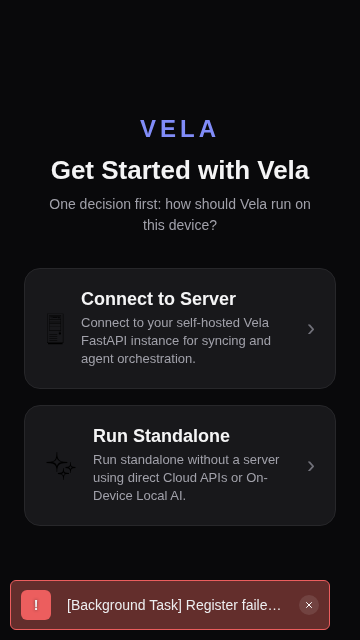 VELA
Get Started with Vela
One decision first: how should Vela run on
this device?
Connect to Server
Connect to your self-hosted Vela
FastAPI instance for syncing and
agent orchestration.
Run Standalone
Run standalone without a server
using direct Cloud APIs or On-
Device Local AI.
[Background Task] Register faile…